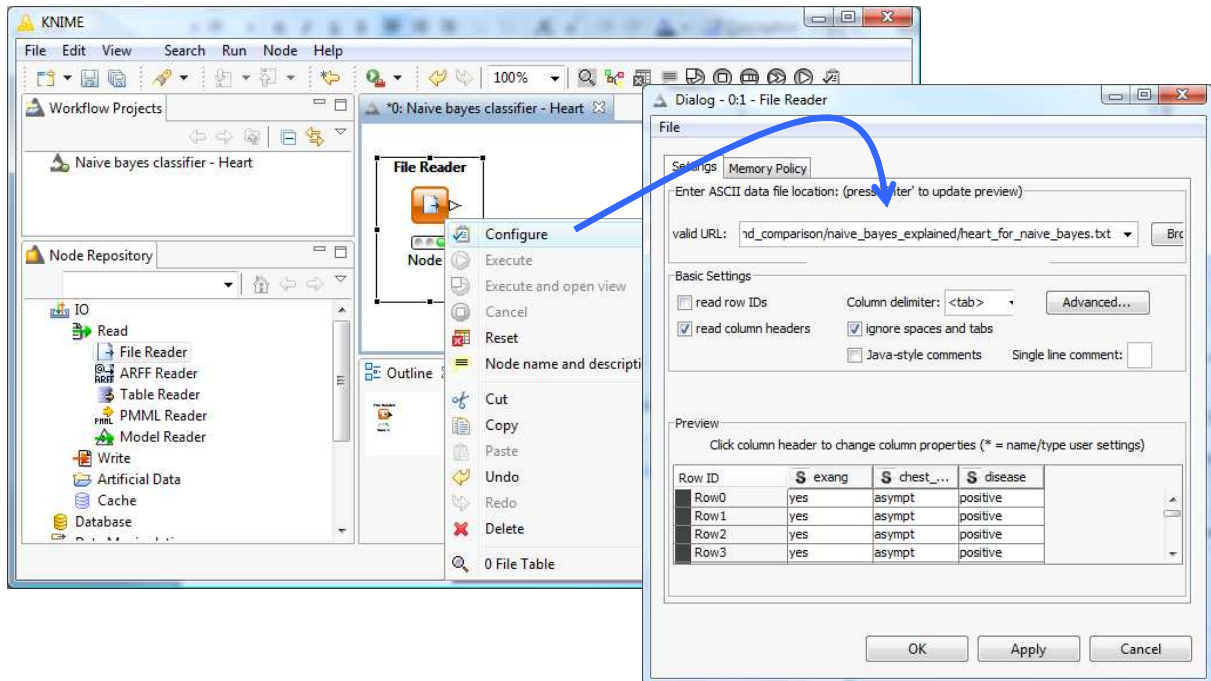 KNIME
File Edit View Search Run Node Help
100%
Workflow Projects
Naive bayes classifier - Heart
*0: Naive bayes classifier - Heart
File Reader
Node
Node Repository
IO
Read
File Reader
ARFF Reader
Table Reader
PMML Reader
Model Reader
Write
Artificial Data
Cache
Database
Outline
Configure
Execute
Execute and open view
Cancel
Reset
Node name and descripti
Cut
Copy
Paste
Undo
Redo
Delete
0 File Table
Dialog - 0:1 - File Reader
File
Settings Memory Policy
Enter ASCII data file location: (press 'Enter' to update preview)
valid URL: nd_comparison/naive_bayes_explained/heart_for_naive_bayes.txt Brc
Basic Settings
read row IDs Column delimiter: <tab> Advanced...
read column headers ignore spaces and tabs
Java-style comments Single line comment:
Preview
Click column header to change column properties (* = name/type user settings)
Row ID S exang S chest_... S disease
Row0 yes asympt positive
Row1 yes asympt positive
Row2 yes asympt positive
Row3 yes asympt positive
OK Apply Cancel